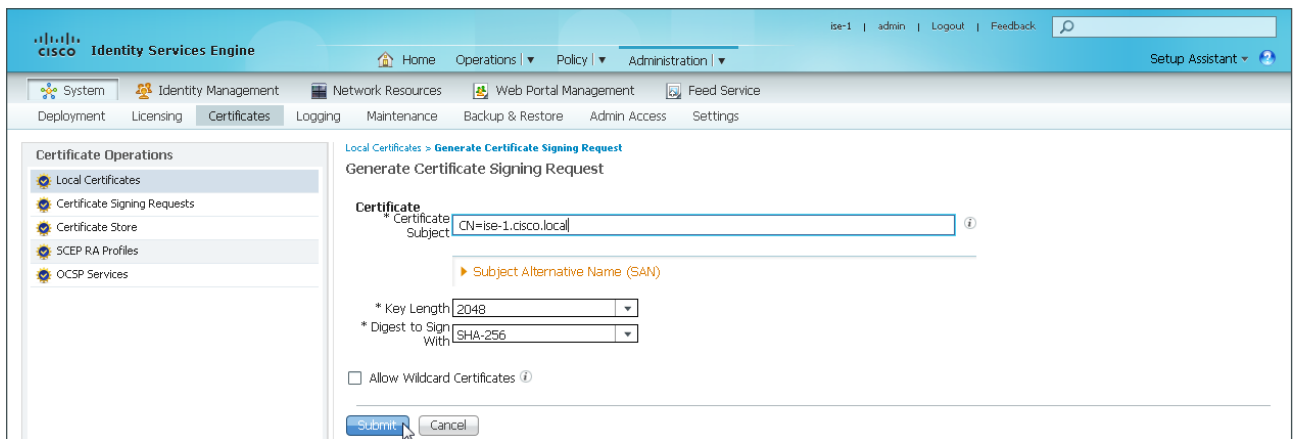 ise-1 | admin | Logout | Feedback
cisco Identity Services Engine
Home Operations | ▼ Policy | ▼ Administration | ▼ Setup Assistant ▼
System Identity Management Network Resources Web Portal Management Feed Service
Deployment Licensing Certificates Logging Maintenance Backup & Restore Admin Access Settings
Certificate Operations
Local Certificates
Certificate Signing Requests
Certificate Store
SCEP RA Profiles
OCSP Services
Local Certificates > Generate Certificate Signing Request
Generate Certificate Signing Request
Certificate
* Certificate Subject CN=ise-1.cisco.local
Subject Alternative Name (SAN)
* Key Length 2048
* Digest to Sign With SHA-256
Allow Wildcard Certificates
Submit Cancel